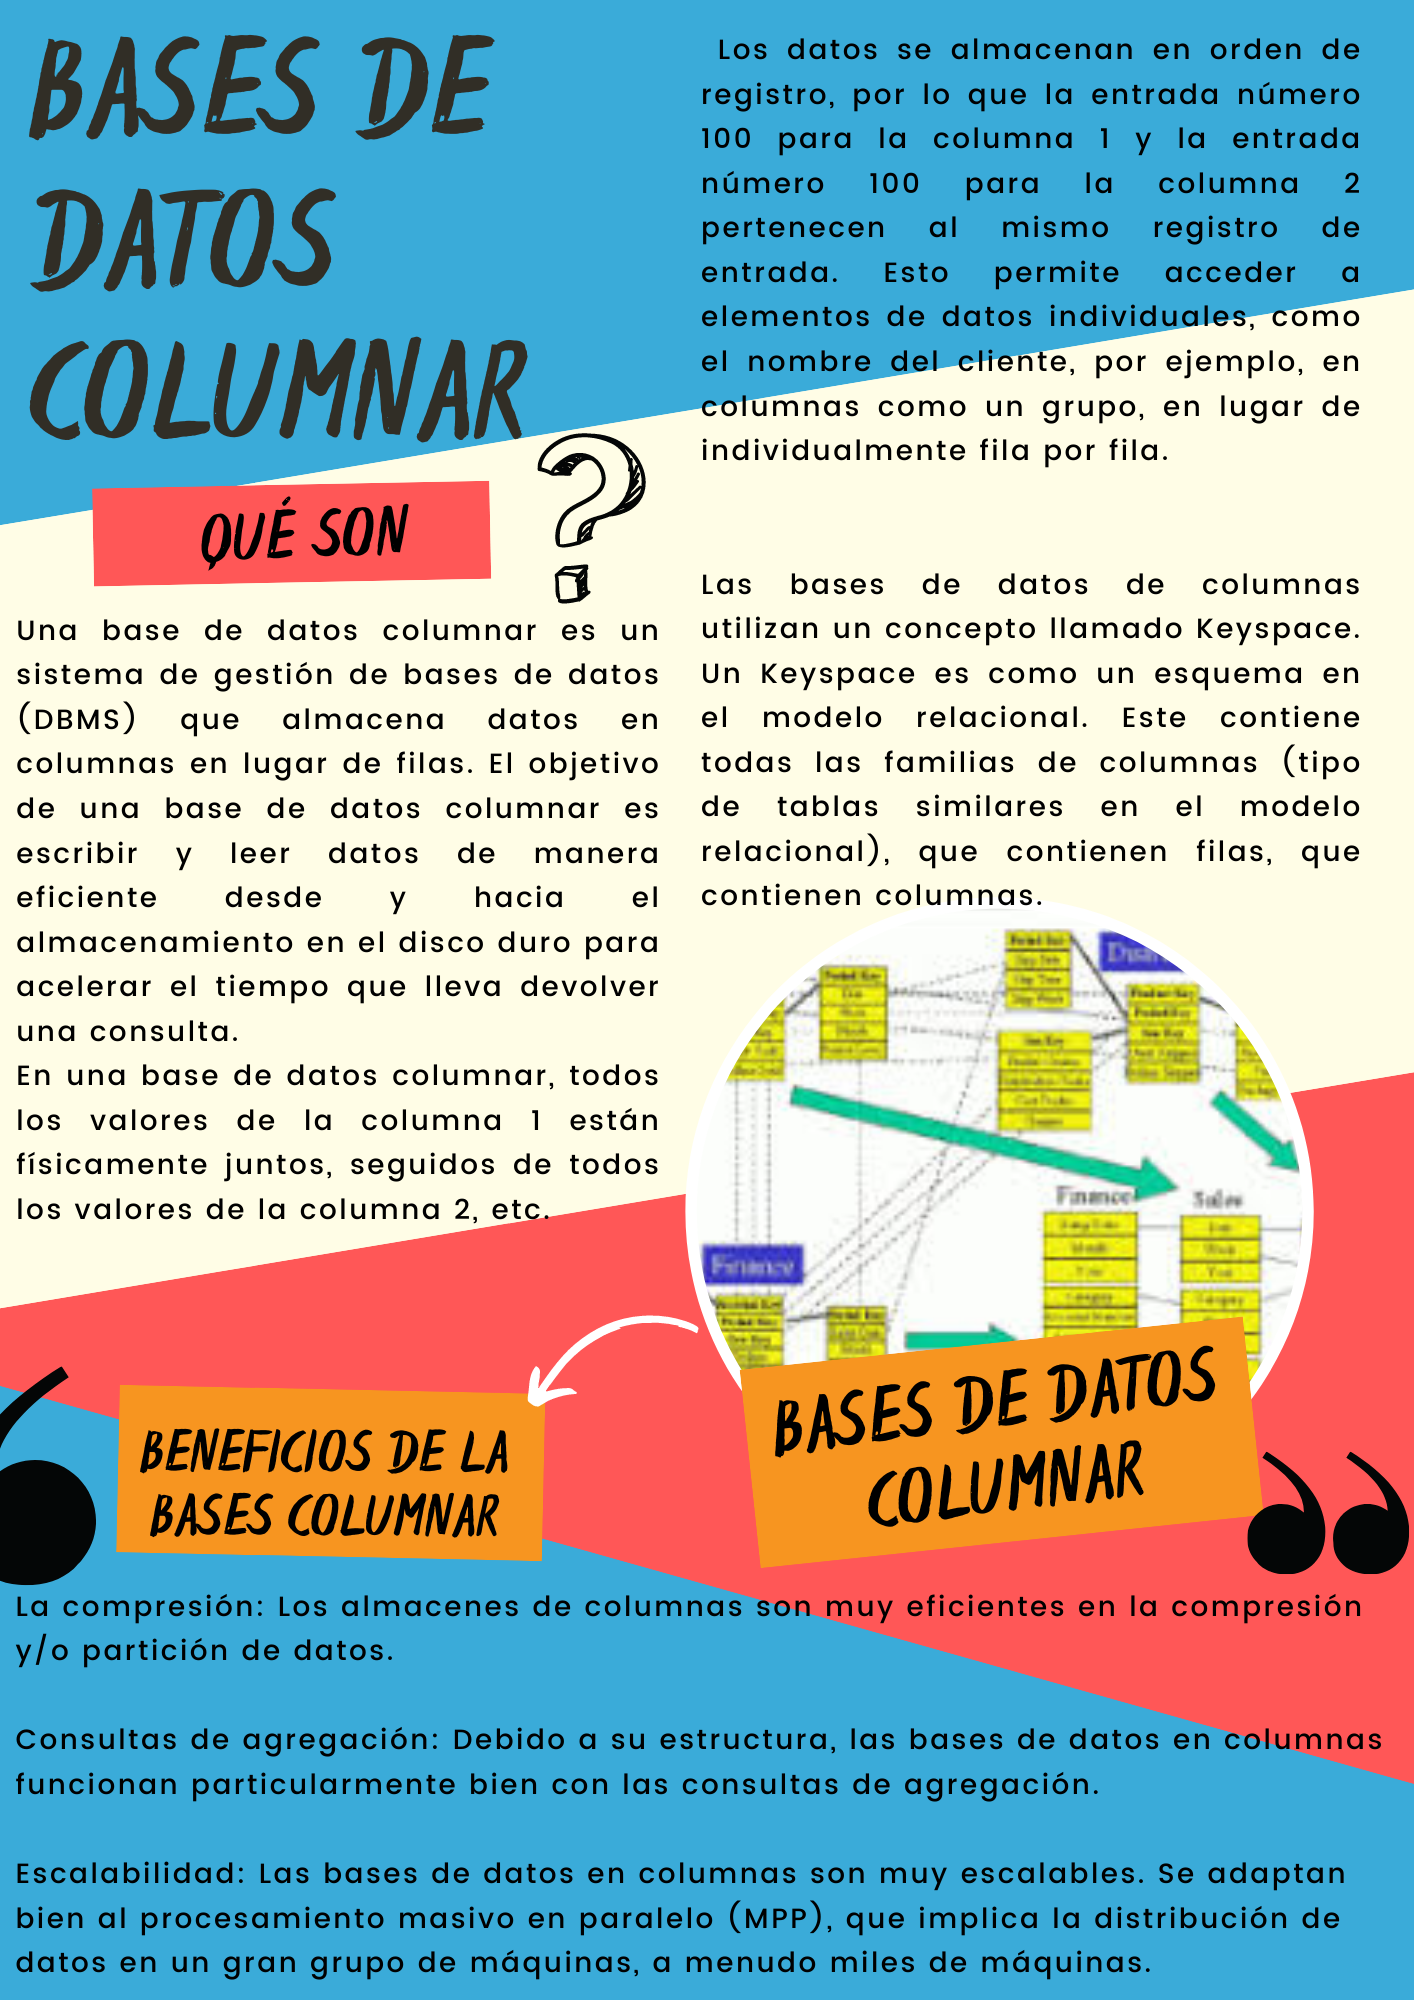 BASES DE
DATOS
COLUMNAR
QUÉ SON
Una base de datos columnar es un
sistema de gestión de bases de datos
(DBMS) que almacena datos en
columnas en lugar de filas. El objetivo
de una base de datos columnar es
escribir y leer datos de manera
eficiente desde y hacia el
almacenamiento en el disco duro para
acelerar el tiempo que lleva devolver
una consulta.
En una base de datos columnar, todos
los valores de la columna 1 están
físicamente juntos, seguidos de todos
los valores de la columna 2, etc.
Los datos se almacenan en orden de
registro, por lo que la entrada número
100 para la columna 1 y la entrada
número 100 para la columna 2
pertenecen al mismo registro de
entrada. Esto permite acceder a
elementos de datos individuales, como
el nombre del cliente, por ejemplo, en
columnas como un grupo, en lugar de
individualmente fila por fila.
Las bases de datos de columnas
utilizan un concepto llamado Keyspace.
Un Keyspace es como un esquema en
el modelo relacional. Este contiene
todas las familias de columnas (tipo
de tablas similares en el modelo
relacional), que contienen filas, que
contienen columnas.
Finance
Sales
Finance
BASES DE DATOS
COLUMNAR
BENEFICIOS DE LA
BASES COLUMNAR
La compresión: Los almacenes de columnas son muy eficientes en la compresión
y/o partición de datos.
Consultas de agregación: Debido a su estructura, las bases de datos en columnas
funcionan particularmente bien con las consultas de agregación.
Escalabilidad: Las bases de datos en columnas son muy escalables. Se adaptan
bien al procesamiento masivo en paralelo (MPP), que implica la distribución de
datos en un gran grupo de máquinas, a menudo miles de máquinas.